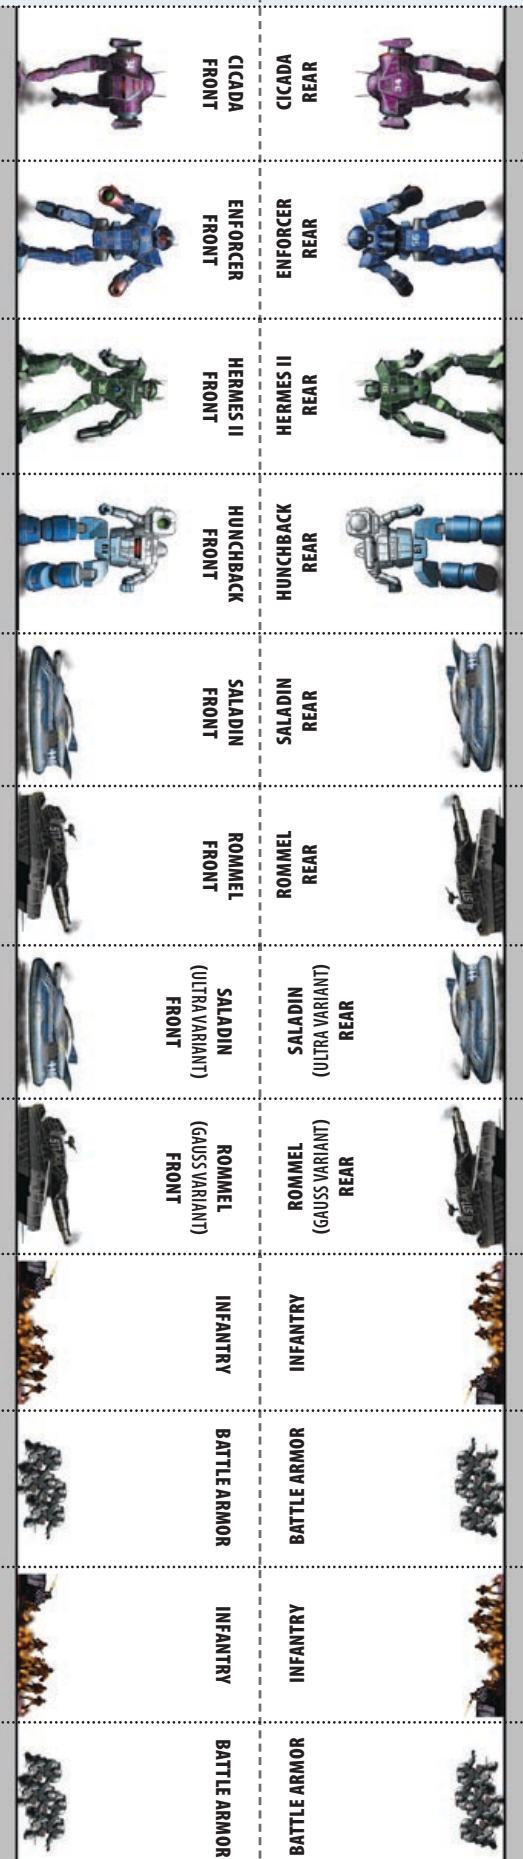 CICADA
FRONT
CICADA
REAR
ENFORCER
FRONT
ENFORCER
REAR
HERMES II
FRONT
HERMES II
REAR
HUNCHBACK
FRONT
HUNCHBACK
REAR
SALADIN
FRONT
SALADIN
REAR
ROMMEL
FRONT
ROMMEL
REAR
SALADIN
(ULTRA VARIANT)
FRONT
SALADIN
(ULTRA VARIANT)
REAR
ROMMEL
(GAUSS VARIANT)
FRONT
ROMMEL
(GAUSS VARIANT)
REAR
INFANTRY
INFANTRY
BATTLE ARMOR
BATTLE ARMOR
INFANTRY
INFANTRY
BATTLE ARMOR
BATTLE ARMOR